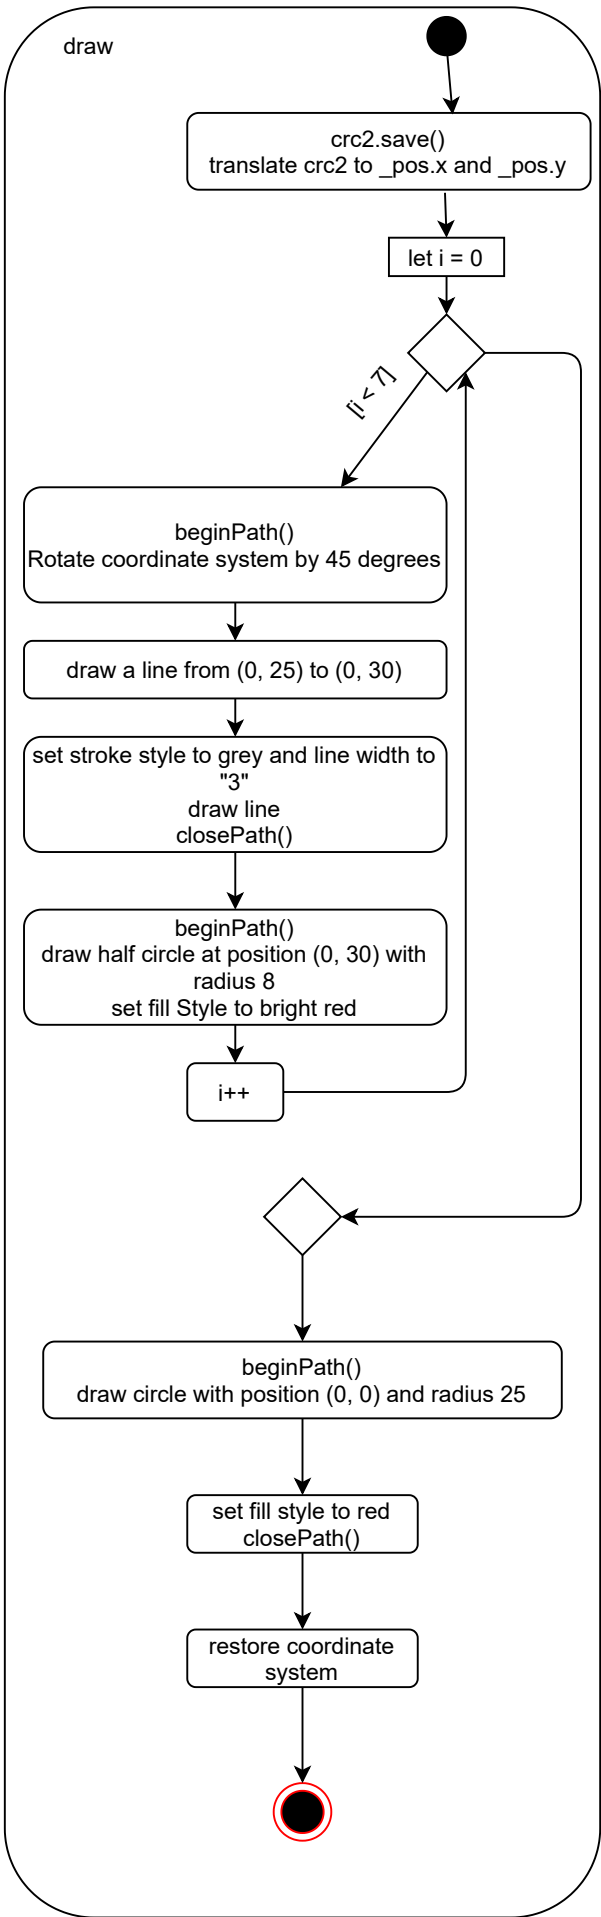 draw
crc2.save()
translate crc2 to _pos.x and _pos.y
let i = 0
[i < 7]
beginPath()
Rotate coordinate system by 45 degrees
draw a line from (0, 25) to (0, 30)
set stroke style to grey and line width to
"3"
draw line
closePath()
beginPath()
draw half circle at position (0, 30) with
radius 8
set fill Style to bright red
i++
beginPath()
draw circle with position (0, 0) and radius 25
set fill style to red
closePath()
restore coordinate
system